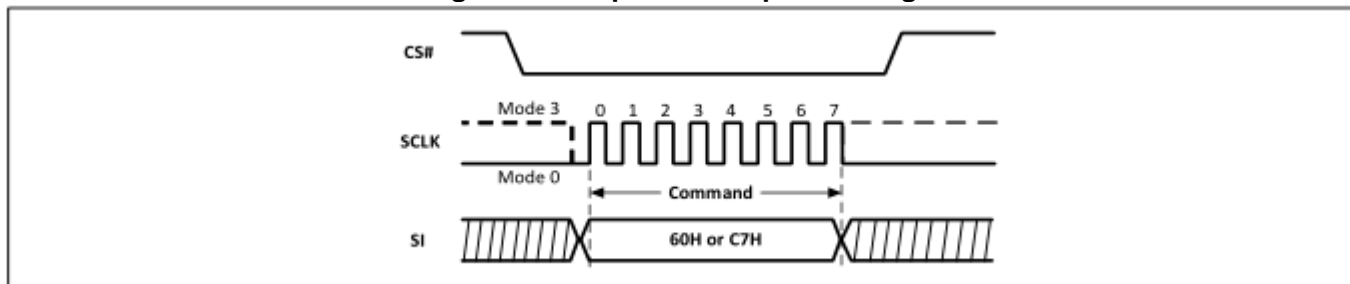 CS#
Mode 3
0 1 2 3 4 5 6 7
SCLK
Mode 0
Command
SI
60H or C7H